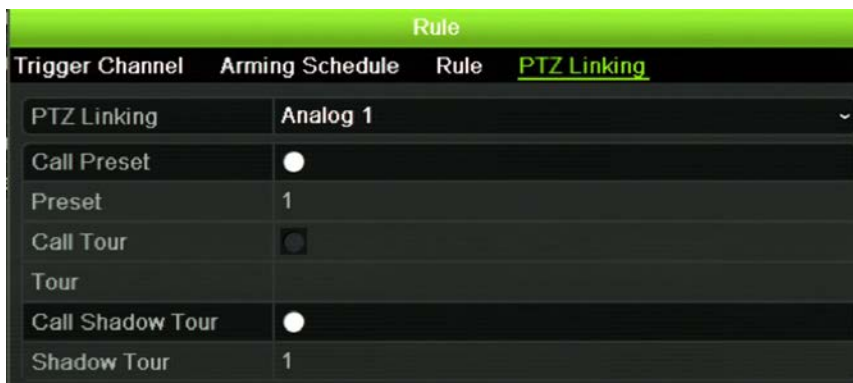 Rule
Trigger Channel Arming Schedule Rule PTZ Linking
PTZ Linking Analog 1
Call Preset
Preset 1
Call Tour
Tour
Call Shadow Tour
Shadow Tour 1